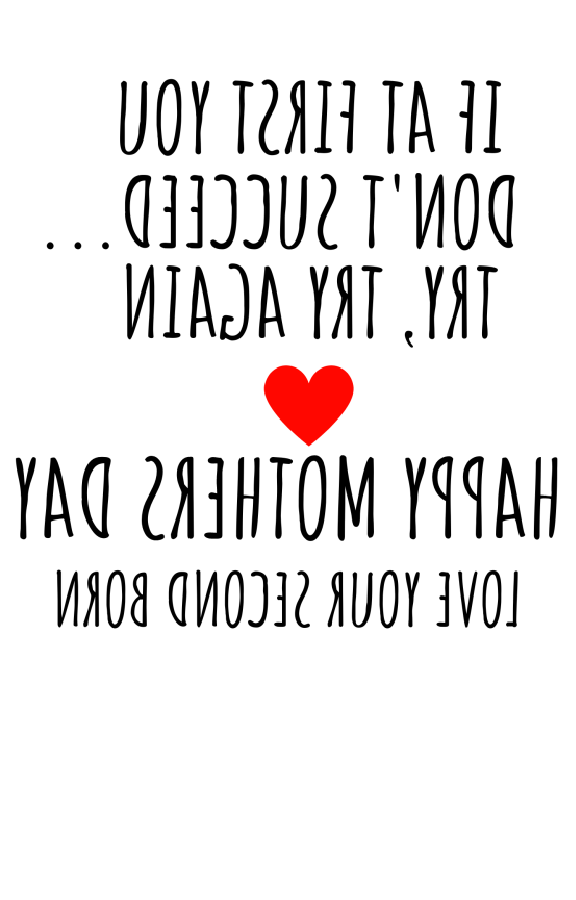 IF AT FIRST YOU
DON'T SUCCEED...
TRY, TRY AGAIN
HAPPY MOTHERS DAY
LOVE YOUR SECOND BORN